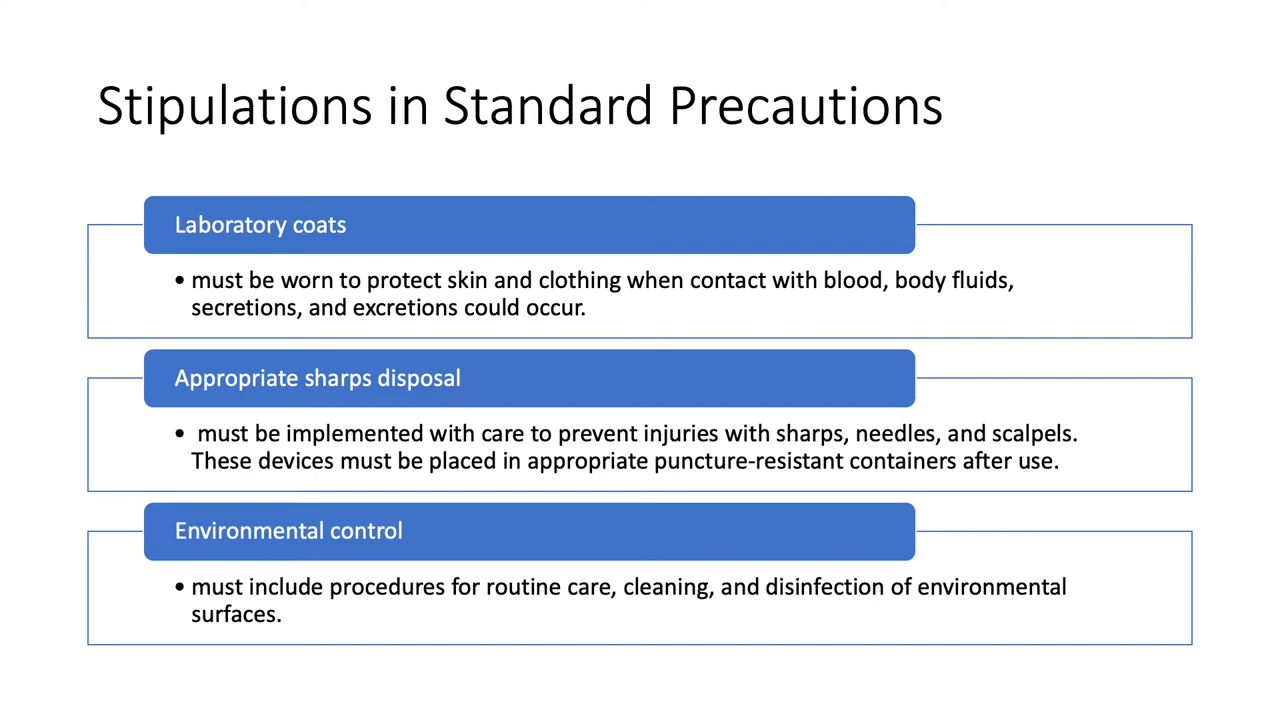 Stipulations in Standard Precautions
Laboratory coats
• must be worn to protect skin and clothing when contact with blood, body fluids,
secretions, and excretions could occur.
Appropriate sharps disposal
• must be implemented with care to prevent injuries with sharps, needles, and scalpels.
These devices must be placed in appropriate puncture-resistant containers after use.
Environmental control
• must include procedures for routine care, cleaning, and disinfection of environmental
surfaces.